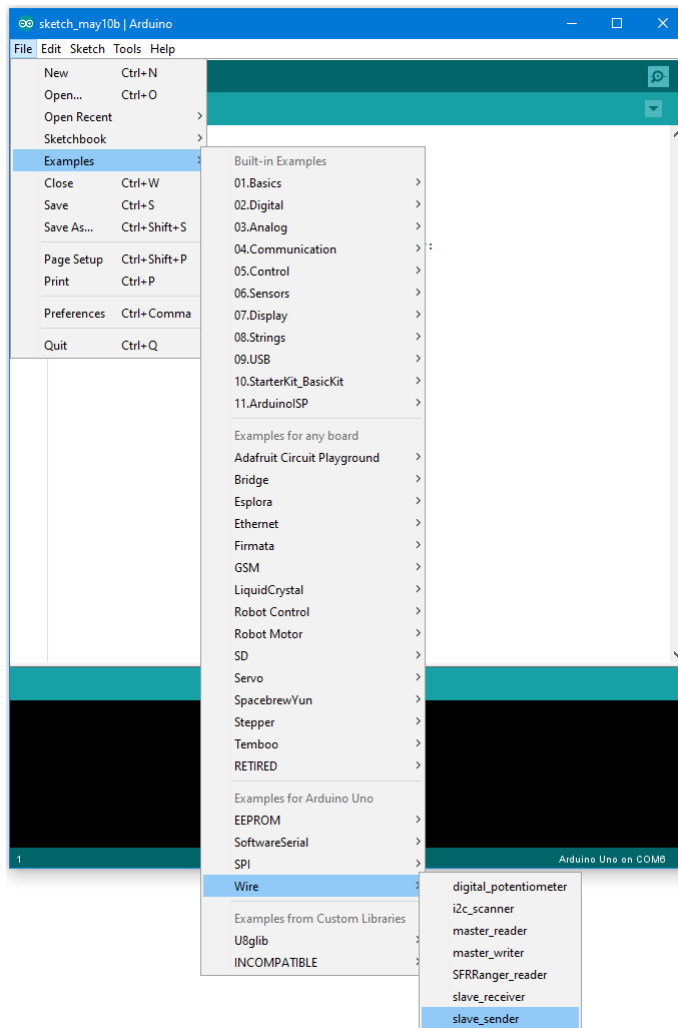 sketch_may10b | Arduino
File Edit Sketch Tools Help
New Ctrl+N
Open... Ctrl+O
Open Recent
Sketchbook
Examples
Close Ctrl+W
Save Ctrl+S
Save As... Ctrl+Shift+S
Page Setup Ctrl+Shift+P
Print Ctrl+P
Preferences Ctrl+Comma
Quit Ctrl+Q
Built-in Examples
01.Basics
02.Digital
03.Analog
04.Communication
05.Control
06.Sensors
07.Display
08.Strings
09.USB
10.StarterKit_BasicKit
11.ArduinoISP
Examples for any board
Adafruit Circuit Playground
Bridge
Esplora
Ethernet
Firmata
GSM
LiquidCrystal
Robot Control
Robot Motor
SD
Servo
SpacebrewYun
Stepper
Temboo
RETIRED
Examples for Arduino Uno
EEPROM
SoftwareSerial
SPI
Wire
Examples from Custom Libraries
U8glib
INCOMPATIBLE
digital_potentiometer
i2c_scanner
master_reader
master_writer
SFRRanger_reader
slave_receiver
slave_sender
:
1
Arduino Uno on COM6